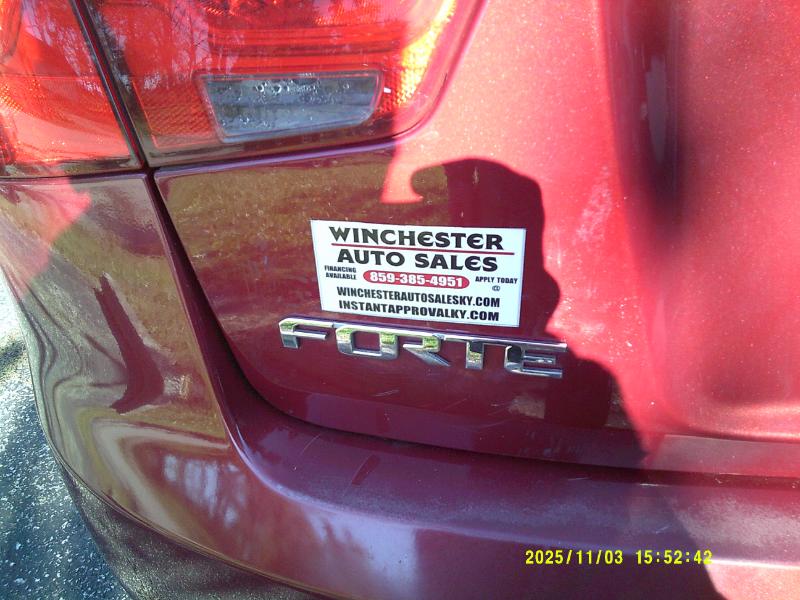 WINCHESTER
AUTO SALES
FINANCING AVAILABLE 859-385-4951 APPLY TODAY @
WINCHESTERAUTOSALESKY.COM
INSTANTAPPROVALKY.COM
FORTE
2025/11/03 15:52:42